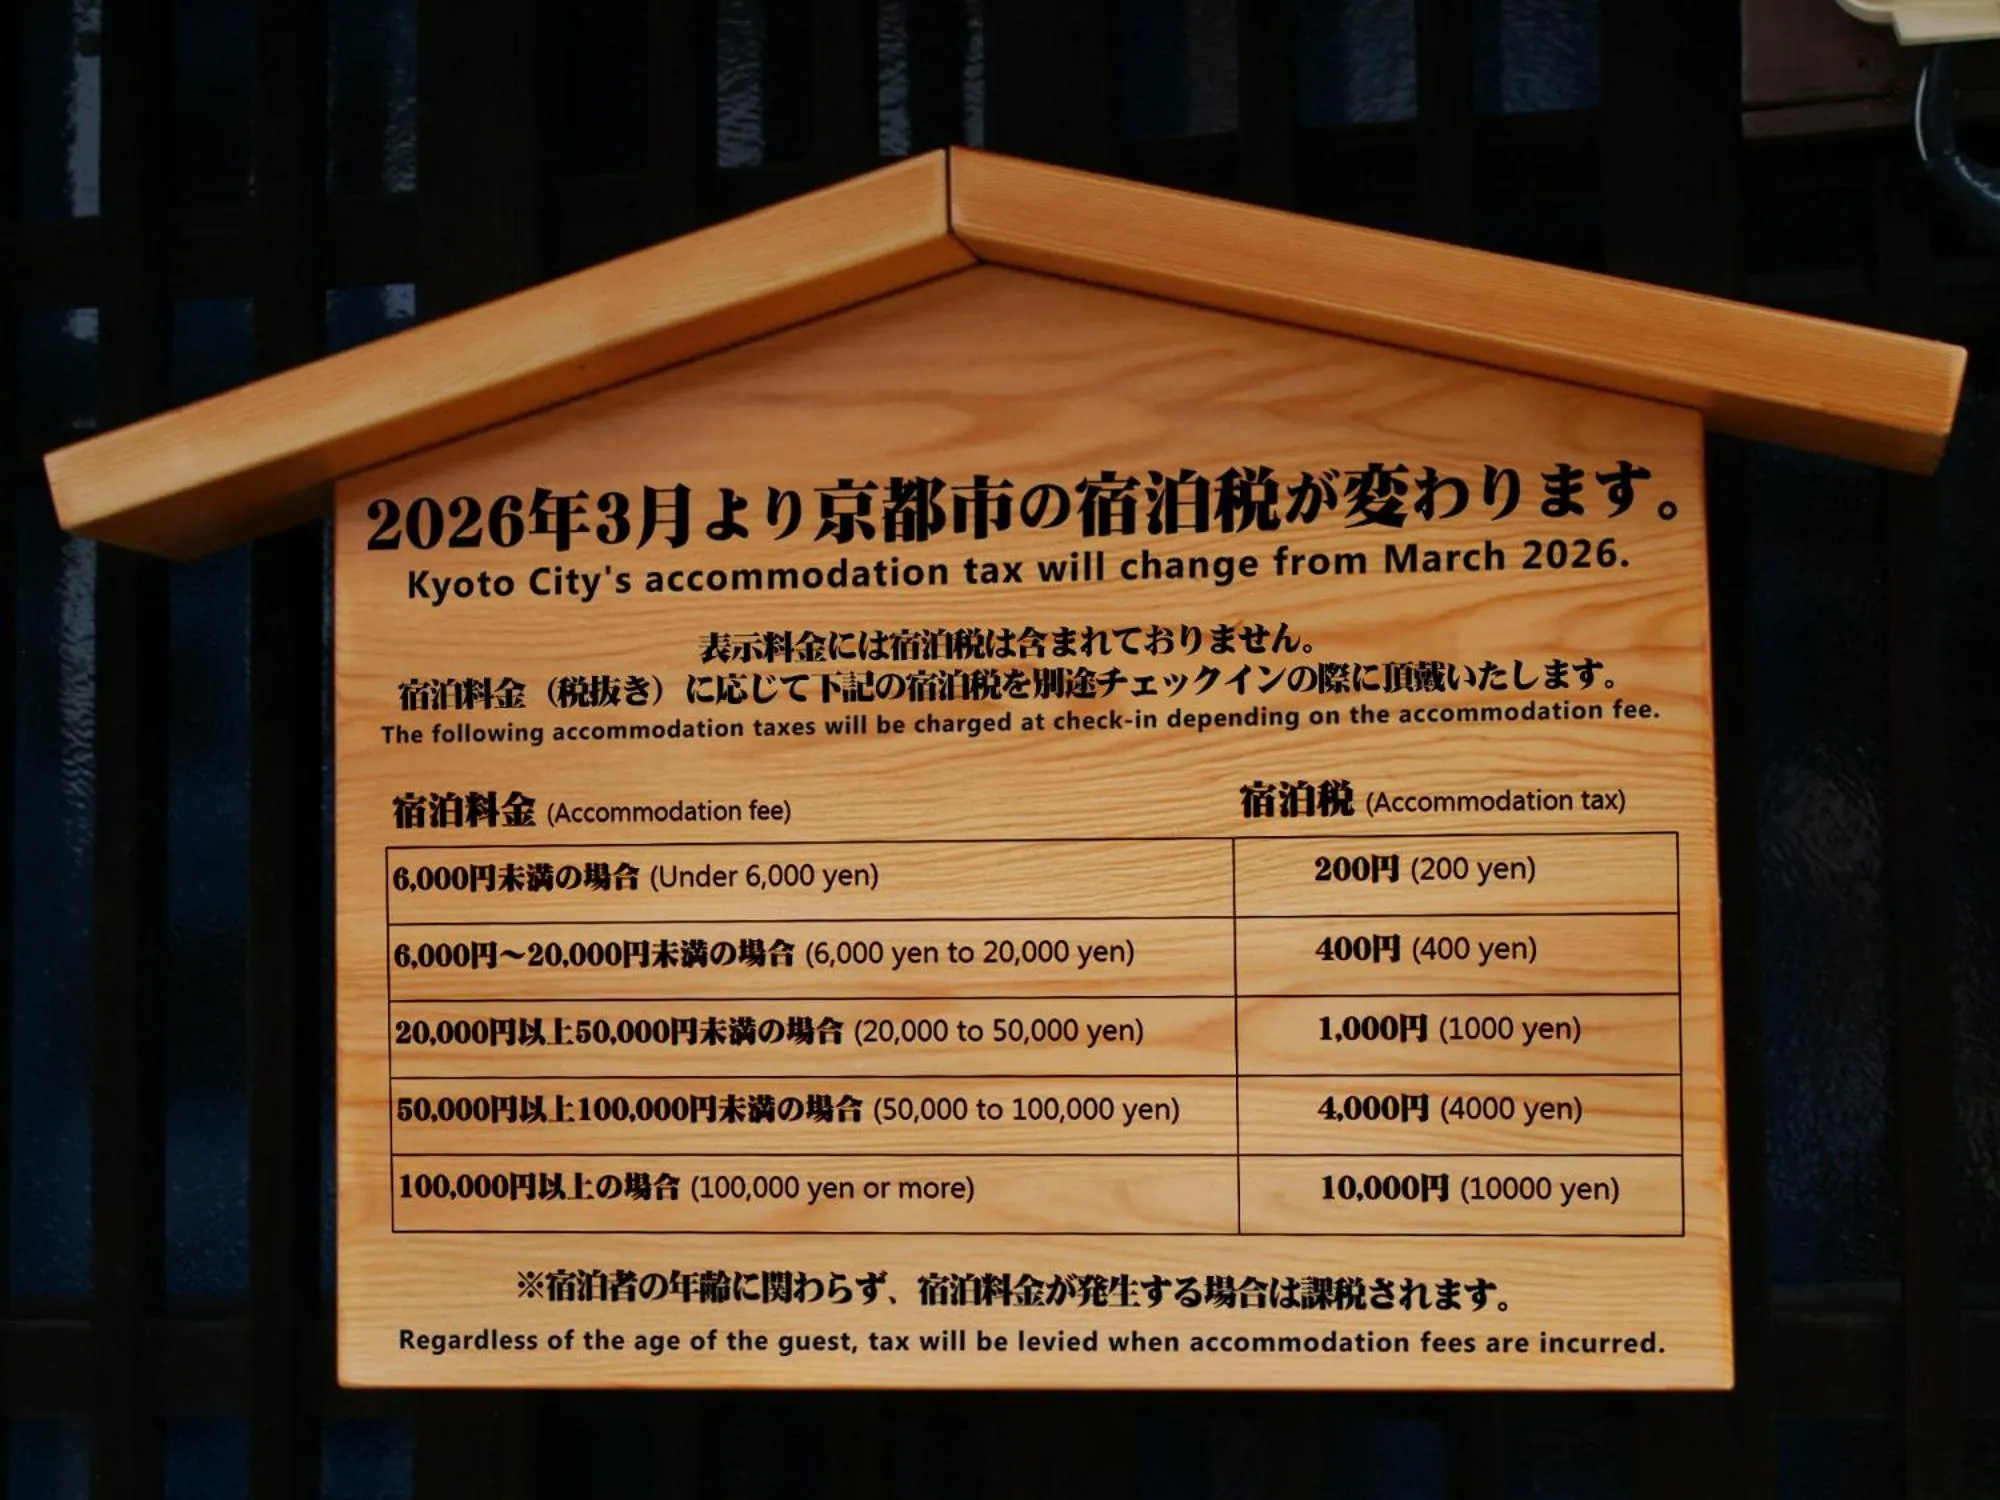 2026年3月より京都市の宿泊税が変わります。
Kyoto City's accommodation tax will change from March 2026.
表示料金には宿泊税は含まれておりません。
宿泊料金（税抜き）に応じて下記の宿泊税を別途チェックインの際に頂戴いたします。
The following accommodation taxes will be charged at check-in depending on the accommodation fee.
宿泊料金 (Accommodation fee) 宿泊税 (Accommodation tax)
6,000円未満の場合 (Under 6,000 yen) 200円 (200 yen)
6,000円～20,000円未満の場合 (6,000 yen to 20,000 yen) 400円 (400 yen)
20,000円以上50,000円未満の場合 (20,000 to 50,000 yen) 1,000円 (1000 yen)
50,000円以上100,000円未満の場合 (50,000 to 100,000 yen) 4,000円 (4000 yen)
100,000円以上の場合 (100,000 yen or more) 10,000円 (10000 yen)
※宿泊者の年齢に関わらず、宿泊料金が発生する場合は課税されます。
Regardless of the age of the guest, tax will be levied when accommodation fees are incurred.